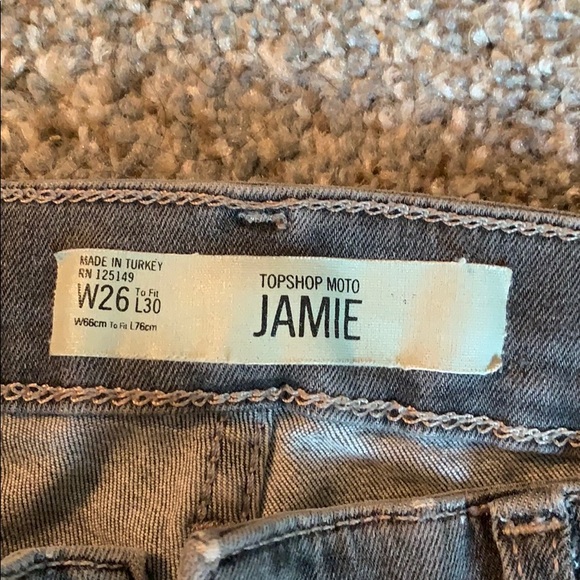 MADE IN TURKEY
RN 125149
W26 To Fit L30
W66cm To Fit L76cm
TOPSHOP MOTO
JAMIE